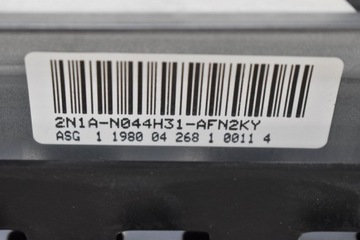 2N1A-N044H31-AFN2KY
ASG 1 1980 04 268 1 0011 4